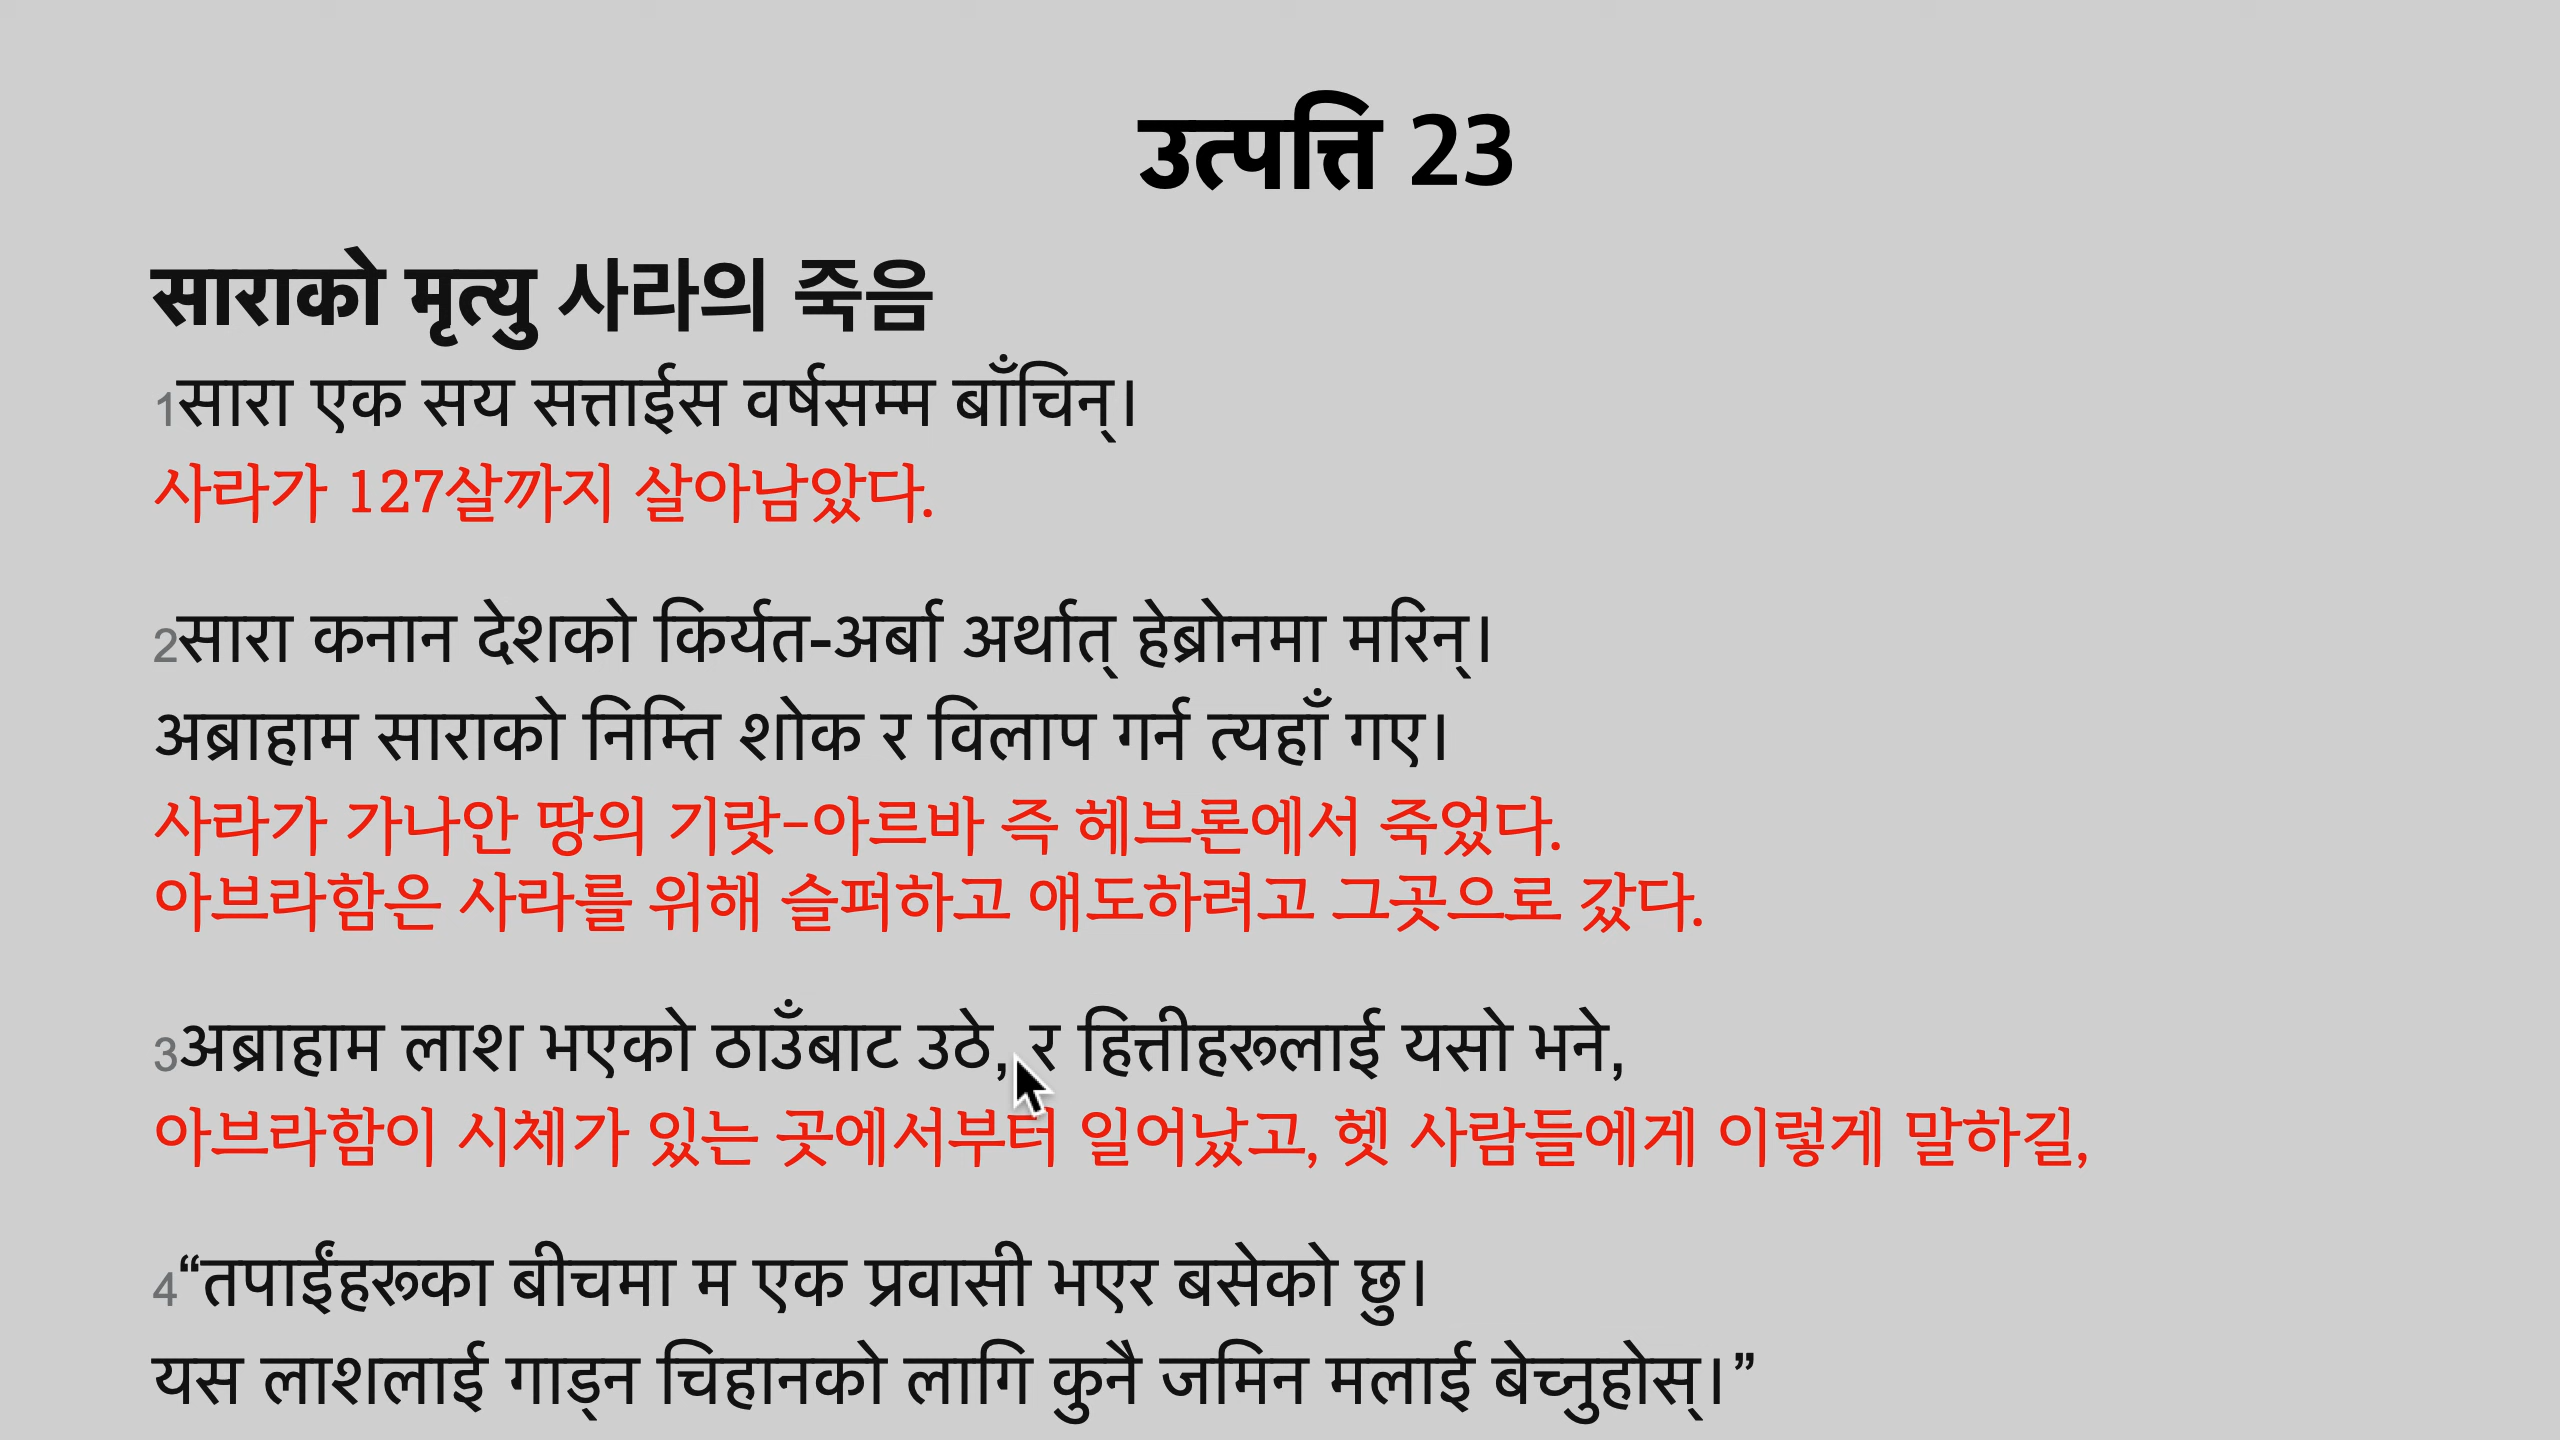 उत्पत्ति 23
साराको मृत्यु 사라의 죽음
1सारा एक सय सत्ताईस वर्षसम्म बाँचिन्।
사라가 127살까지 살아남았다.
2सारा कनान देशको किर्यत-अर्बा अर्थात् हेब्रोनमा मरिन्।
अब्राहाम साराको निम्ति शोक र विलाप गर्न त्यहाँ गए।
사라가 가나안 땅의 기럇-아르바 즉 헤브론에서 죽었다.
아브라함은 사라를 위해 슬퍼하고 애도하려고 그곳으로 갔다.
3अब्राहाम लाश भएको ठाउँबाट उठे, र हित्तीहरूलाई यसो भने,
아브라함이 시체가 있는 곳에서부터 일어났고, 헷 사람들에게 이렇게 말하길,
4“तपाईंहरूका बीचमा म एक प्रवासी भएर बसेको छु।
यस लाशलाई गाड्न चिहानको लागि कुनै जमिन मलाई बेच्नुहोस्।”